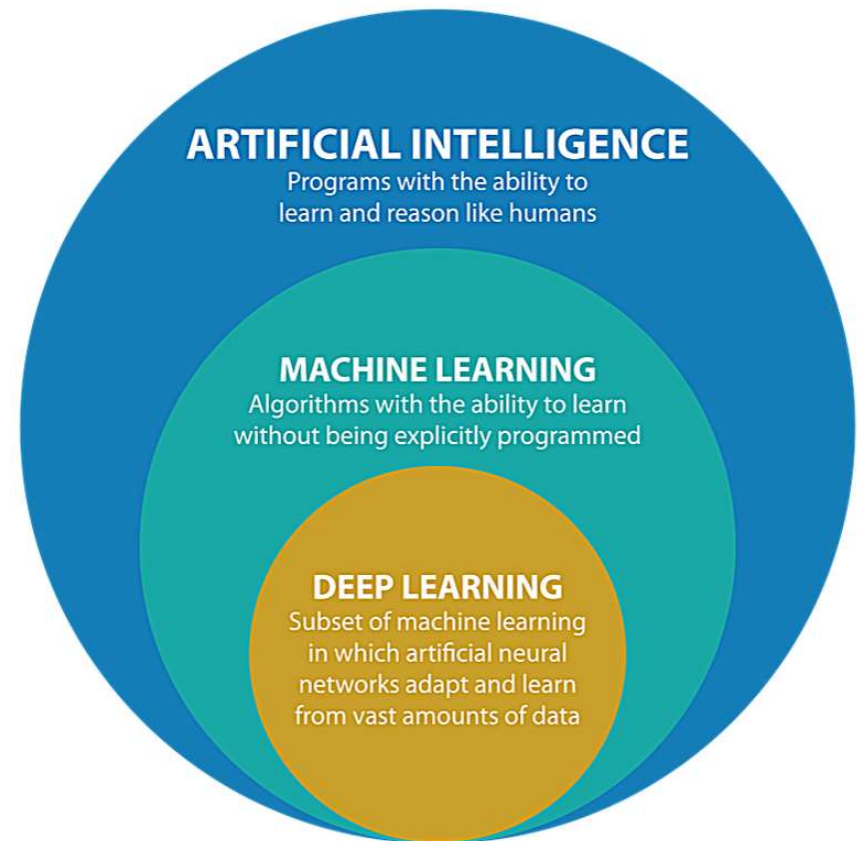 ARTIFICIAL INTELLIGENCE
Programs with the ability to
learn and reason like humans
MACHINE LEARNING
Algorithms with the ability to learn
without being explicitly programmed
DEEP LEARNING
Subset of machine learning
in which artificial neural
networks adapt and learn
from vast amounts of data